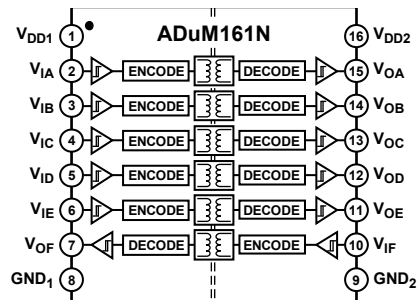 VDD1 1 ADuM161N 16 VDD2
VIA 2 ENCODE DECODE 15 VOA
VIB 3 ENCODE DECODE 14 VOB
VIC 4 ENCODE DECODE 13 VOC
VID 5 ENCODE DECODE 12 VOD
VIE 6 ENCODE DECODE 11 VOE
VOF 7 DECODE ENCODE 10 VIF
GND1 8 9 GND2